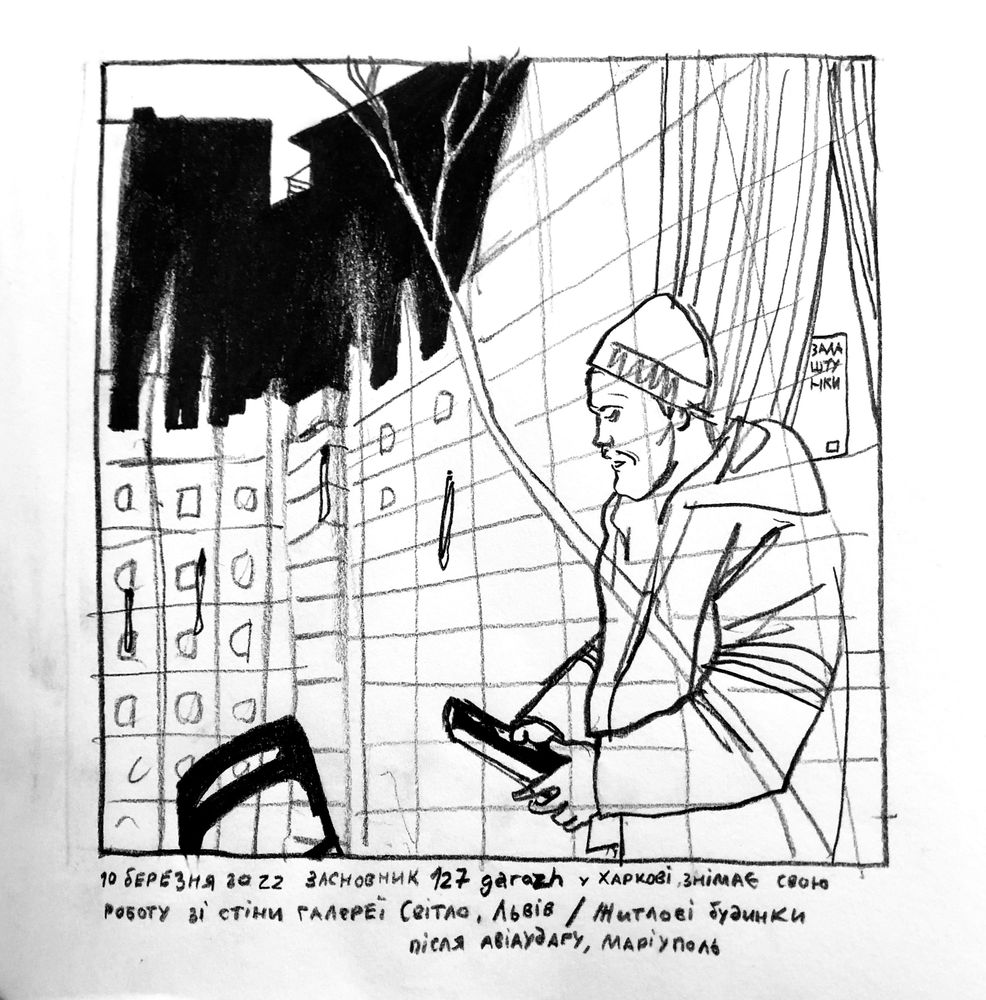 ЗАЛА
ШТУ
НКИ
10 БЕРЕЗНЯ 2022 ЗАСНОВНИК 127 garazh у ХАРКОВІ, ЗНІМАЄ СВОЮ
РОБОТУ ЗІ СТІНИ ГАЛЕРЕЇ Світло, Львів / Житлові будинки
після АВІАУДАРУ, МАРІУПОЛЬ